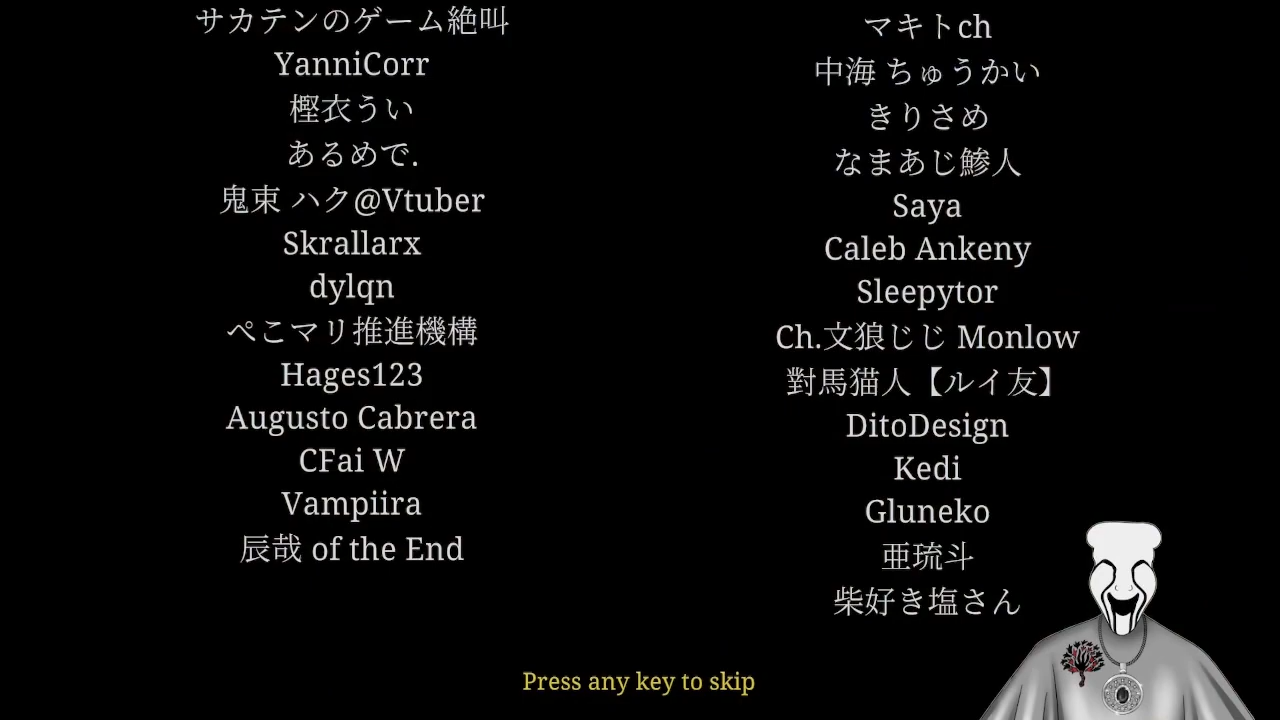 サカテンのゲーム絶叫
YanniCorr
樫衣うい
あるめで.
鬼束 ハク@Vtuber
Skrallarx
dylqn
ぺこマリ推進機構
Hages123
Augusto Cabrera
CFai W
Vampiira
辰哉 of the End
マキトch
中海 ちゅうかい
きりさめ
なまあじ鯵人
Saya
Caleb Ankeny
Sleepytor
Ch.文狼じじ Monlow
對馬猫人【ルイ友】
DitoDesign
Kedi
Gluneko
亜琉斗
柴好き塩さん
Press any key to skip